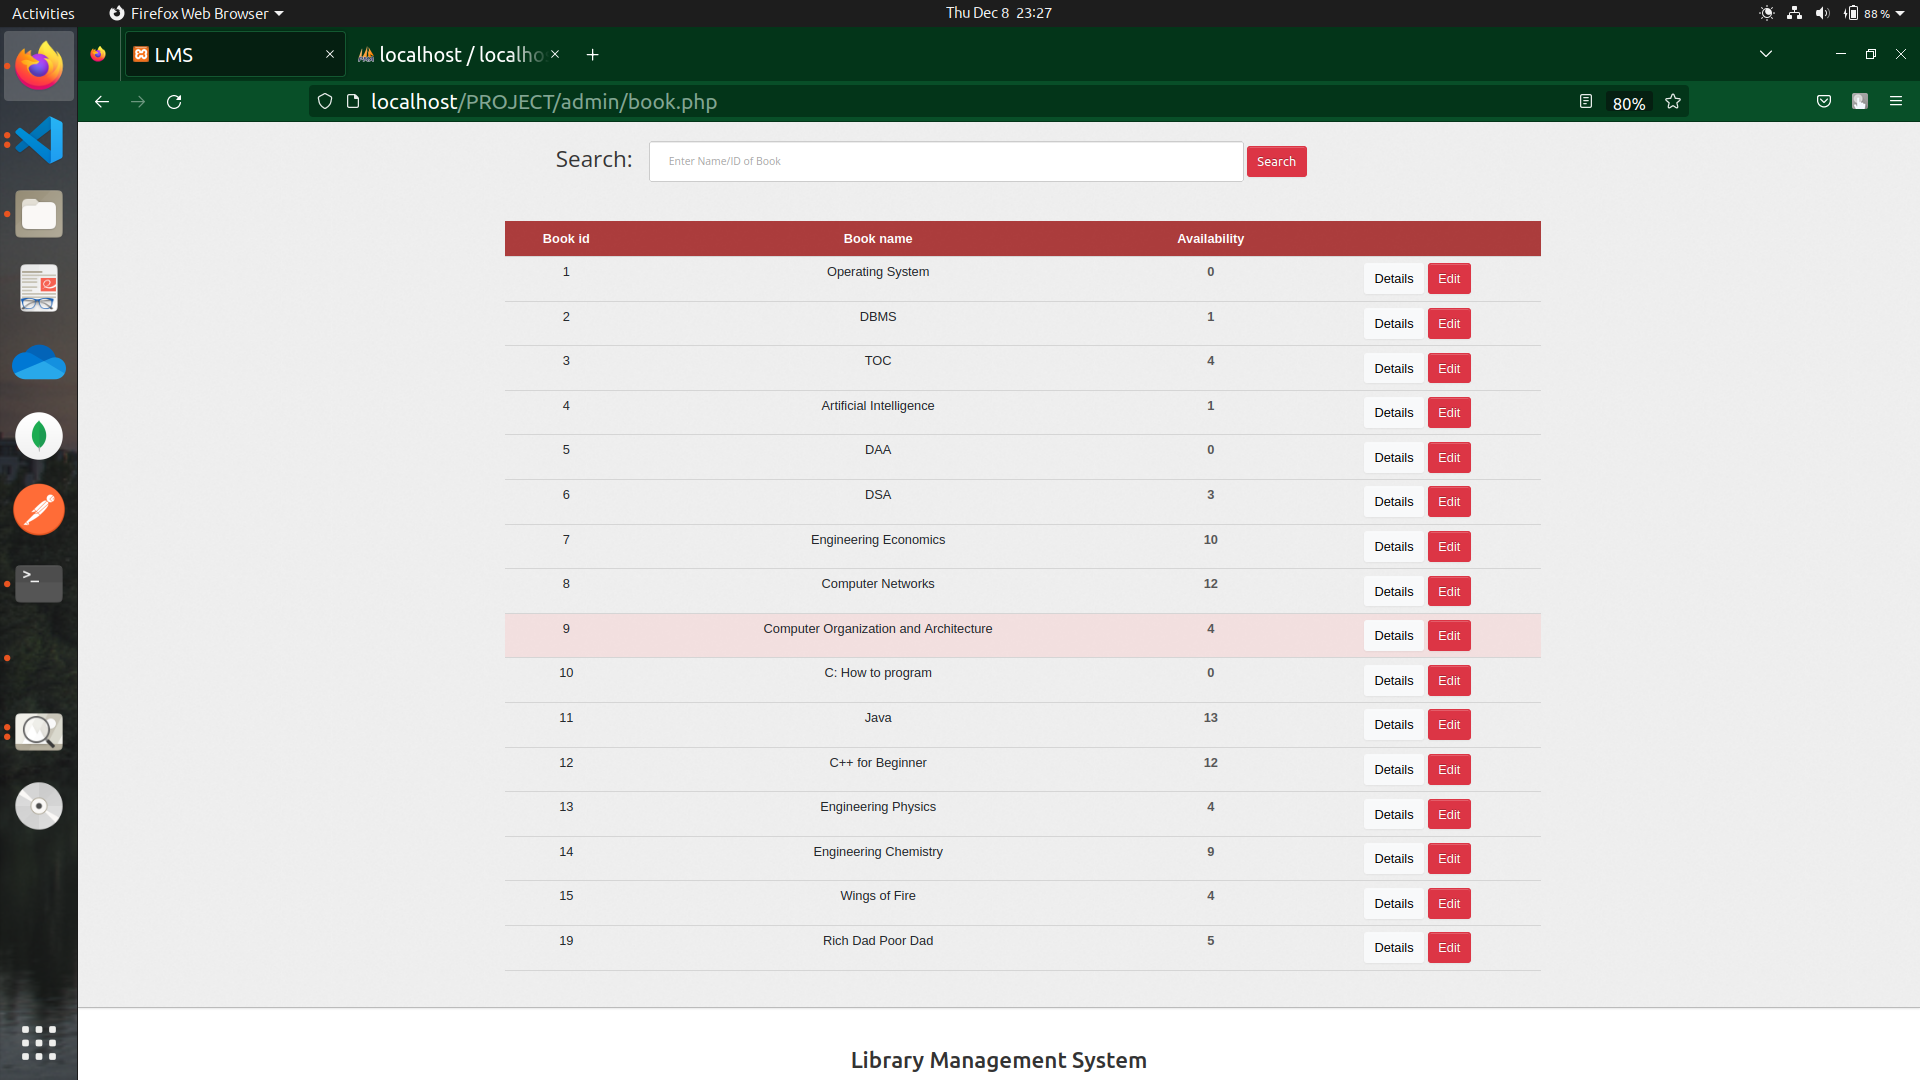 Activities Firefox Web Browser Thu Dec 8 23:27 88 %
LMS localhost / localho
localhost/PROJECT/admin/book.php 80%
Search: Enter Name/ID of Book Search
Book id Book name Availability
1 Operating System 0 Details Edit
2 DBMS 1 Details Edit
3 TOC 4 Details Edit
4 Artificial Intelligence 1 Details Edit
5 DAA 0 Details Edit
6 DSA 3 Details Edit
7 Engineering Economics 10 Details Edit
8 Computer Networks 12 Details Edit
9 Computer Organization and Architecture 4 Details Edit
10 C: How to program 0 Details Edit
11 Java 13 Details Edit
12 C++ for Beginner 12 Details Edit
13 Engineering Physics 4 Details Edit
14 Engineering Chemistry 9 Details Edit
15 Wings of Fire 4 Details Edit
19 Rich Dad Poor Dad 5 Details Edit
Library Management System